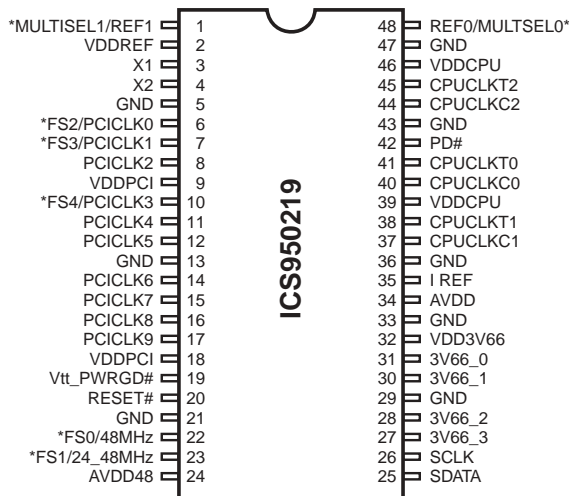 *MULTISEL1/REF1 1 48 REF0/MULTSEL0*
VDDREF 2 47 GND
X1 3 46 VDDCPU
X2 4 45 CPUCLKT2
GND 5 44 CPUCLKC2
*FS2/PCICLK0 6 43 GND
*FS3/PCICLK1 7 42 PD#
PCICLK2 8 41 CPUCLKT0
VDDPCI 9 40 CPUCLKC0
*FS4/PCICLK3 10 39 VDDCPU
PCICLK4 11 38 CPUCLKT1
PCICLK5 12 37 CPUCLKC1
GND 13 36 GND
PCICLK6 14 35 I REF
PCICLK7 15 34 AVDD
PCICLK8 16 33 GND
PCICLK9 17 32 VDD3V66
VDDPCI 18 31 3V66_0
Vtt_PWRGD# 19 30 3V66_1
RESET# 20 29 GND
GND 21 28 3V66_2
*FS0/48MHz 22 27 3V66_3
*FS1/24_48MHz 23 26 SCLK
AVDD48 24 25 SDATA
ICS950219